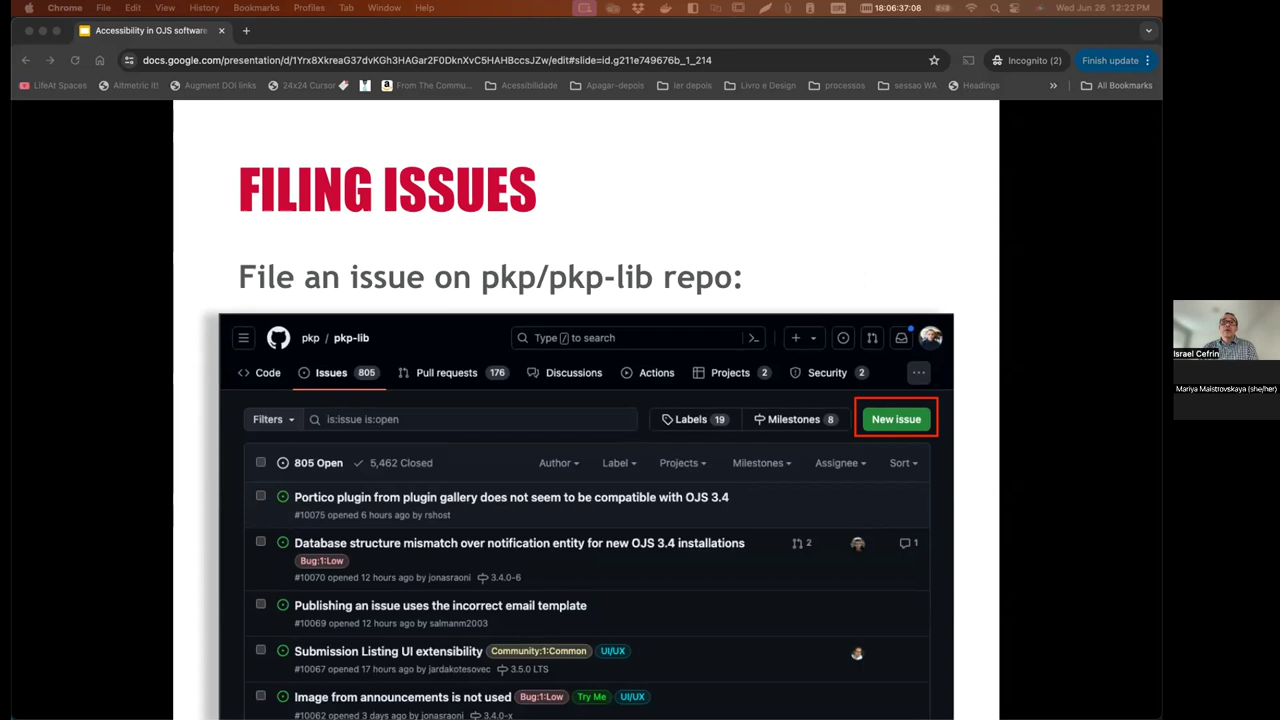 Chrome File Edit View History Bookmarks Profiles Tab Window Help 18:06:37:08 Wed Jun 26 12:22 PM
Accessibility in OJS software
docs.google.com/presentation/d/1Yrx8XkreaG37dvKGh3HAGar2F0DknXvC5HAHBccsJZw/edit#slide=id.g211e749676b_1_214 Incognito (2) Finish update
LifeAt Spaces Altmetric It! Augment DOI links 24x24 Cursor From The Commu... Acessibilidade Apagar-depois ler depois Livro e Design processos sessao WA Headings » All Bookmarks
FILING ISSUES
File an issue on pkp/pkp-lib repo:
pkp / pkp-lib Type / to search
Code Issues 805 Pull requests 176 Discussions Actions Projects 2 Security 2 ...
Filters is:issue is:open Labels 19 Milestones 8 New issue
805 Open 5,462 Closed Author Label Projects Milestones Assignee Sort
Portico plugin from plugin gallery does not seem to be compatible with OJS 3.4
#10075 opened 6 hours ago by rshost
Database structure mismatch over notification entity for new OJS 3.4 installations 2 1
Bug:1:Low
#10070 opened 12 hours ago by jonasraoni 3.4.0-6
Publishing an issue uses the incorrect email template
#10069 opened 12 hours ago by salmanm2003
Submission Listing UI extensibility Community:1:Common UI/UX
#10067 opened 17 hours ago by jardakotesovec 3.5.0 LTS
Image from announcements is not used Bug:1:Low Try Me UI/UX
#10062 opened 3 days ago by jonasraoni 3.4.0-x
Israel Cefrin
Mariya Maistrovskaya (she/her)